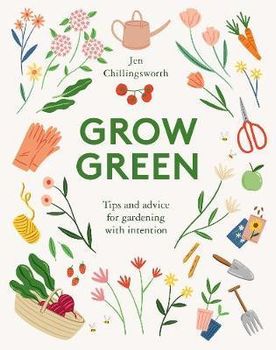 Jen
Chillingsworth
GROW
GREEN
Tips and advice
for gardening
with intention